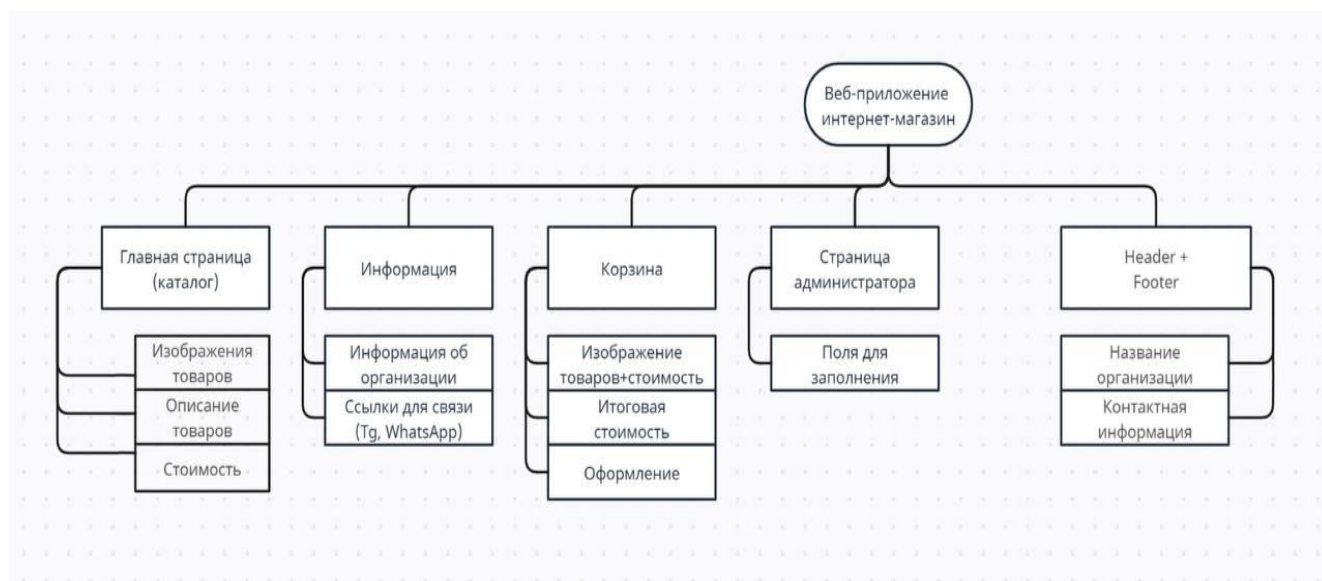 Веб-приложение
интернет-магазин
Главная страница
(каталог)
Информация
Корзина
Страница
администратора
Header +
Footer
Изображения
товаров
Описание
товаров
Стоимость
Информация об
организации
Ссылки для связи
(Tg, WhatsApp)
Изображение
товаров+стоимость
Итоговая
стоимость
Оформление
Поля для
заполнения
Название
организации
Контактная
информация